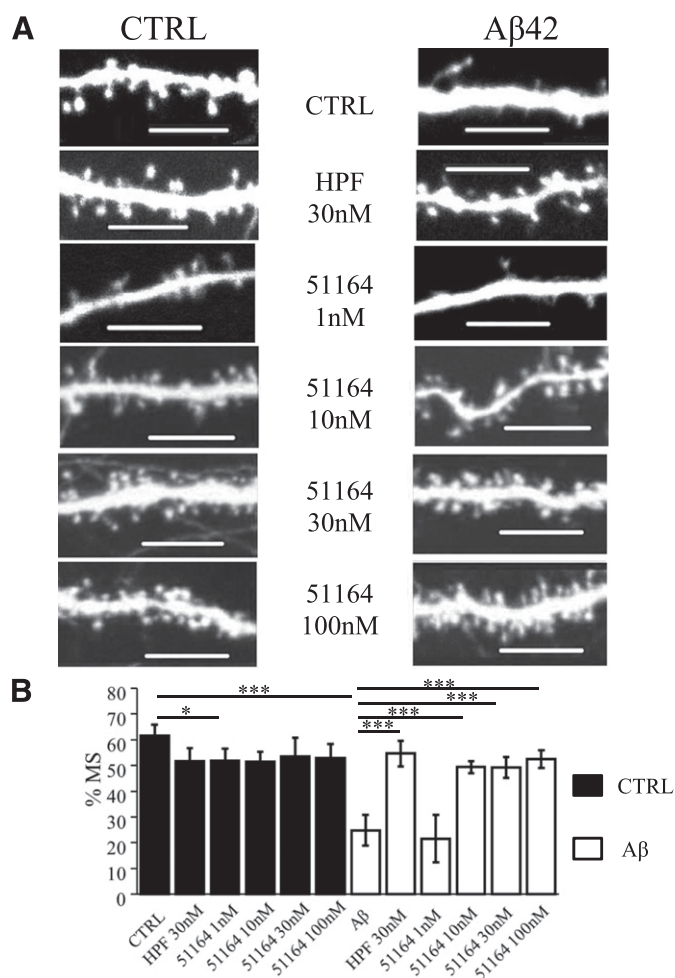 A
CTRL Aβ42
CTRL
HPF
30nM
51164
1nM
51164
10nM
51164
30nM
51164
100nM
B
80
70
60
50
40
30
20
10
0
% MS
***
*
***
***
***
***
CTRL
Aβ
CTRL
HPF 30nM
51164 1nM
51164 10nM
51164 30nM
51164 100nM
Aβ
HPF 30nM
51164 1nM
51164 10nM
51164 30nM
51164 100nM